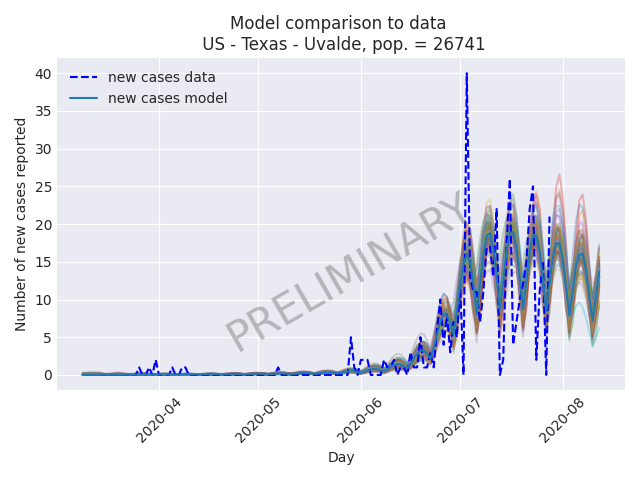 Model comparison to data
US - Texas - Uvalde, pop. = 26741
new cases data
new cases model
40
35
30
25
20
15
10
5
0
Number of new cases reported
PRELIMINARY
2020-04
2020-05
2020-06
2020-07
2020-08
Day